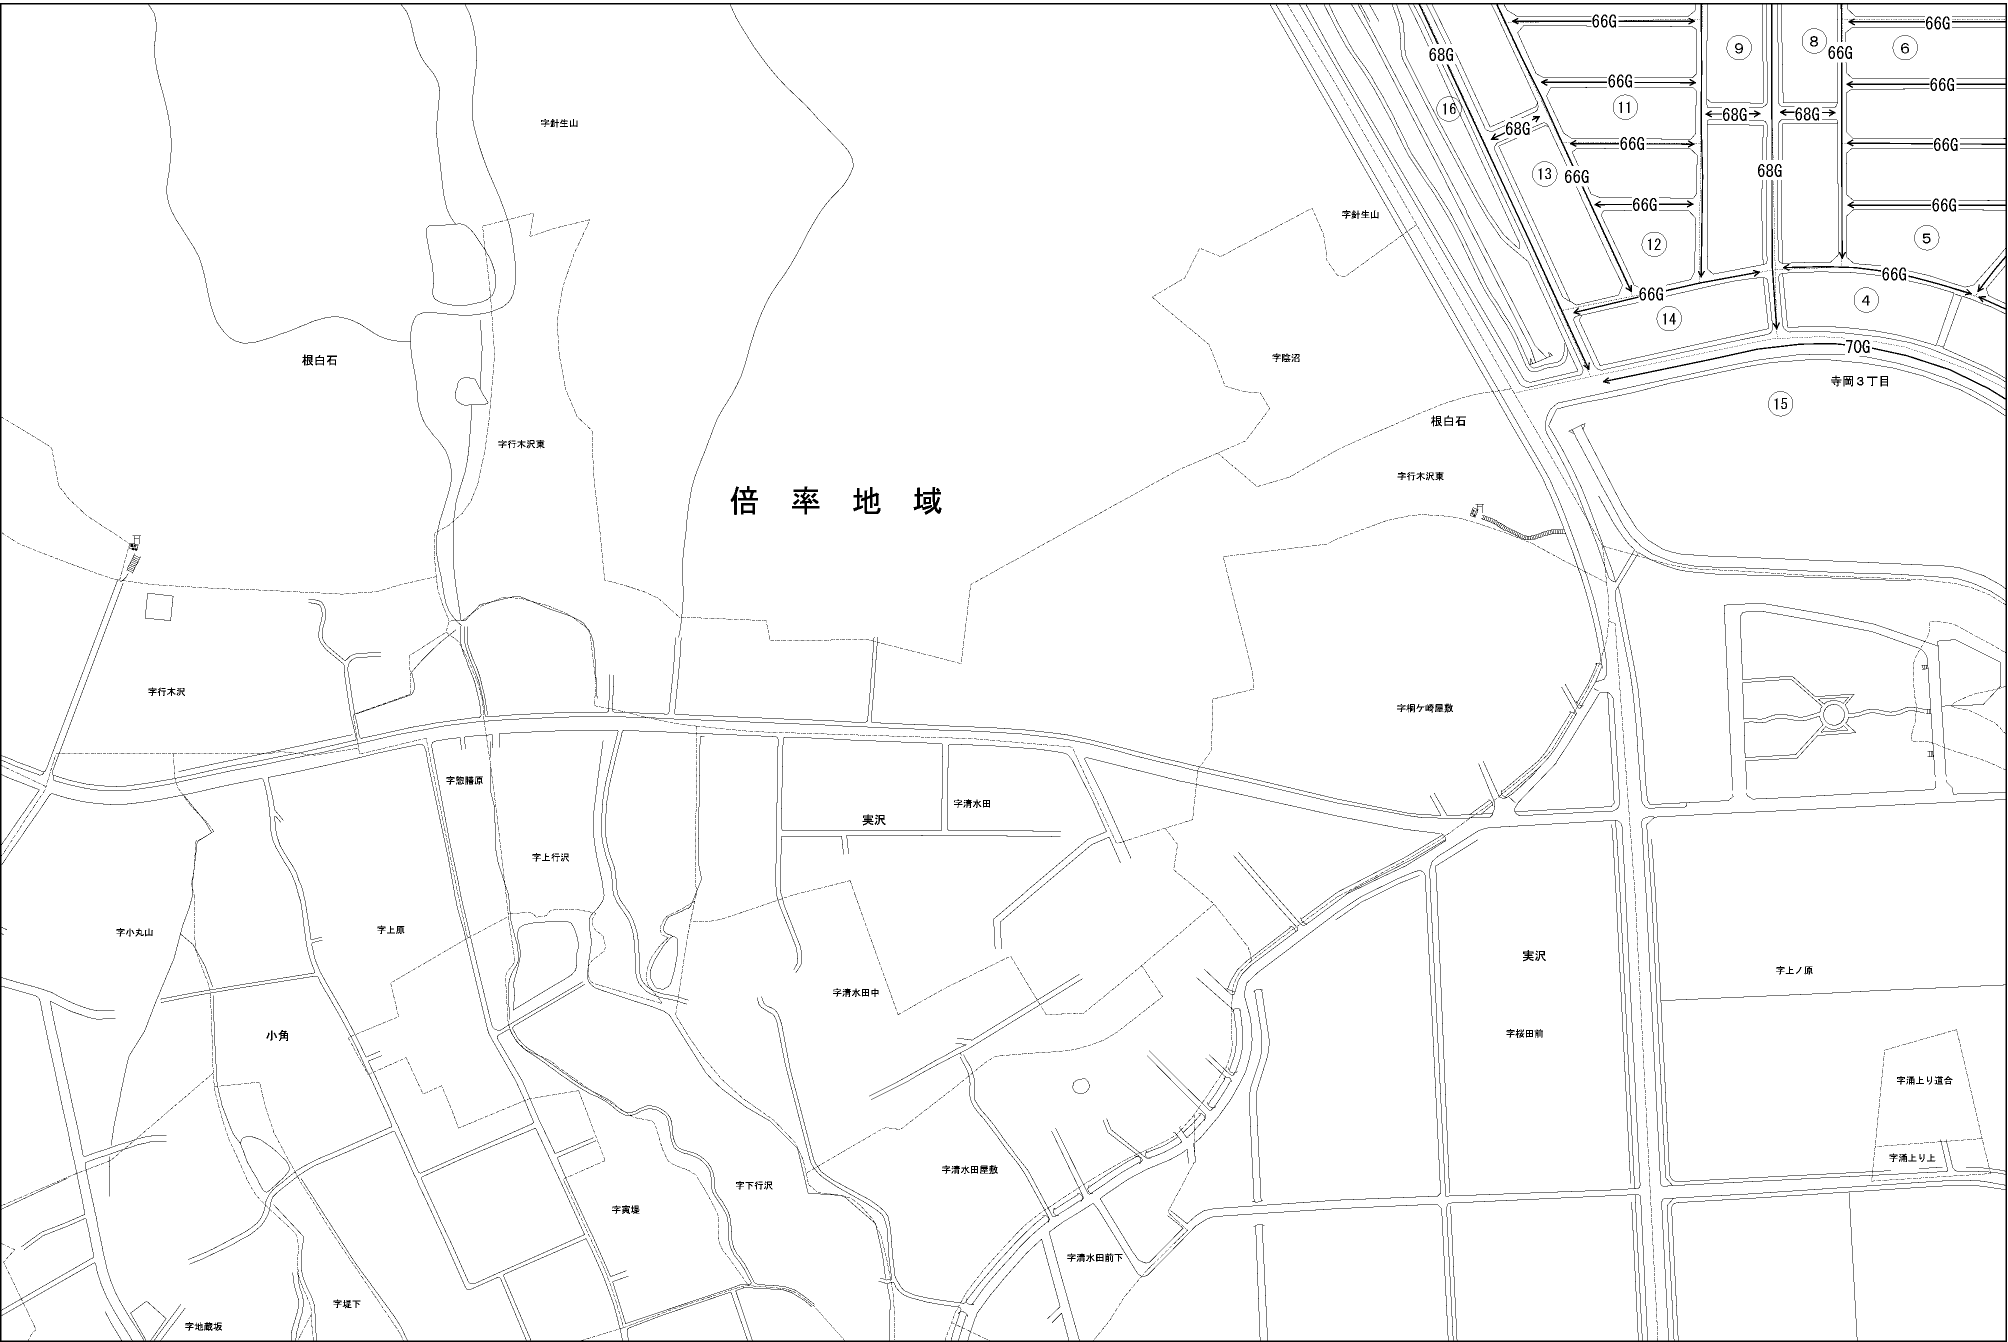 66G
66G
68G
9
8
66G
6
66G
66G
16
11
68G
68G
68G
字針生山
66G
66G
13
66G
68G
66G
66G
字針生山
12
5
66G
66G
4
14
70G
寺岡3丁目
根白石
字陰沼
15
根白石
字行木沢東
字行木沢東
倍率地域
字行木沢
字桐ケ崎屋敷
字惣膳原
字清水田
実沢
字上行沢
字小丸山
字上原
実沢
字上ノ原
字清水田中
小角
字桜田前
字涌上り道合
字涌上り上
字清水田屋敷
字下行沢
字寅堤
字清水田前下
字堤下
字地蔵坂